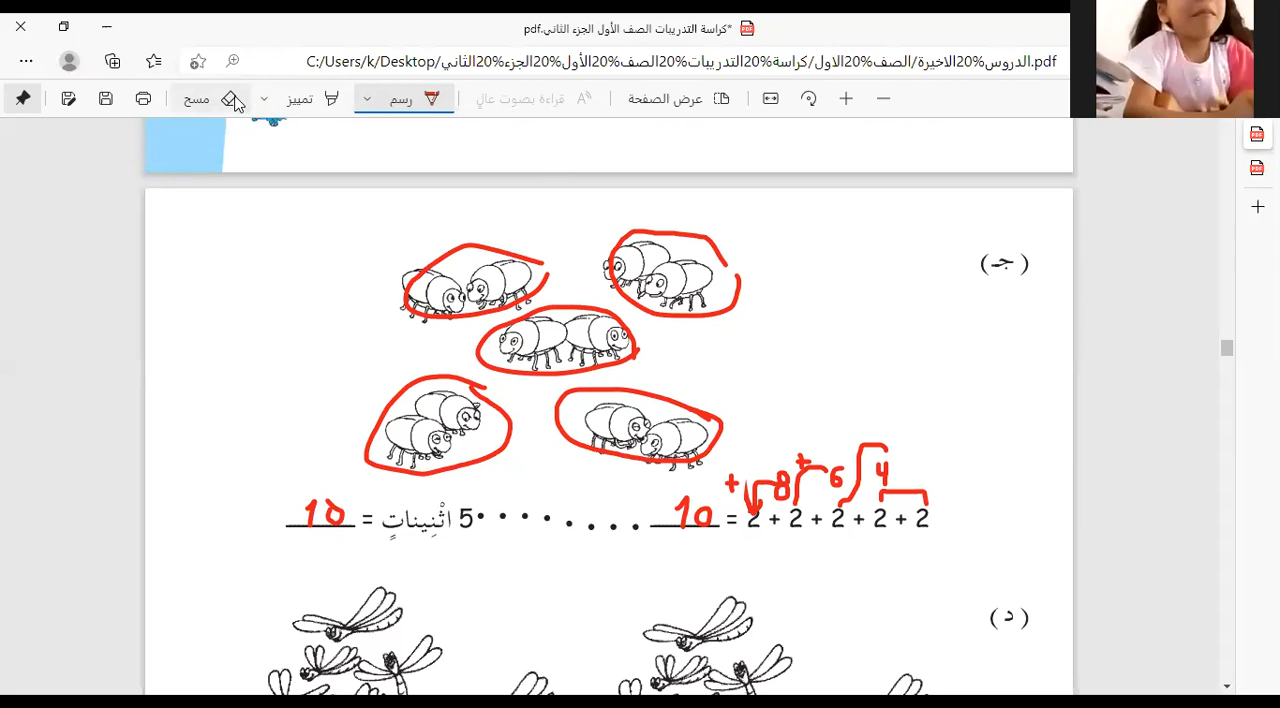 *كراسة التدريبات الصف الأول الجزء الثاني.pdf
C:/Users/k/Desktop/الدروس%20الاخيرة/الصف%20الاول/كراسة%20التدريبات%20الصف%20الأول%20الجزء%20الثاني.pdf
عرض الصفحة قراءة بصوت عالٍ رسم تمييز مسح
(جـ)
+ 8 + 6 4
2 + 2 + 2 + 2 + 2 = 10
5 اثْنِيناتٍ = 10
(د)